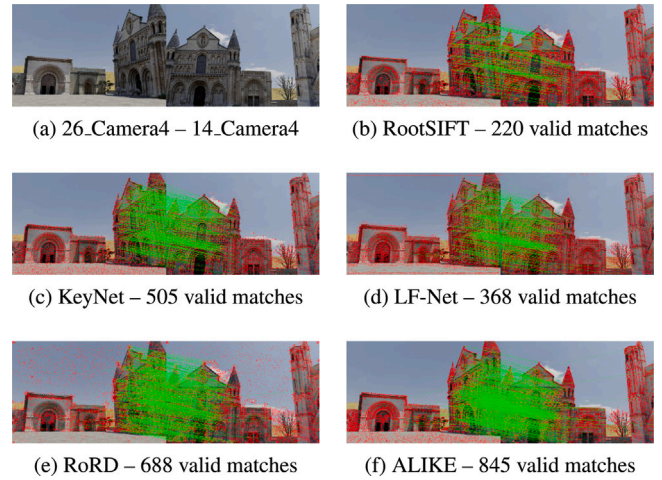 (a) 26_Camera4 – 14_Camera4
(b) RootSIFT – 220 valid matches
(c) KeyNet – 505 valid matches
(d) LF-Net – 368 valid matches
(e) RoRD – 688 valid matches
(f) ALIKE – 845 valid matches